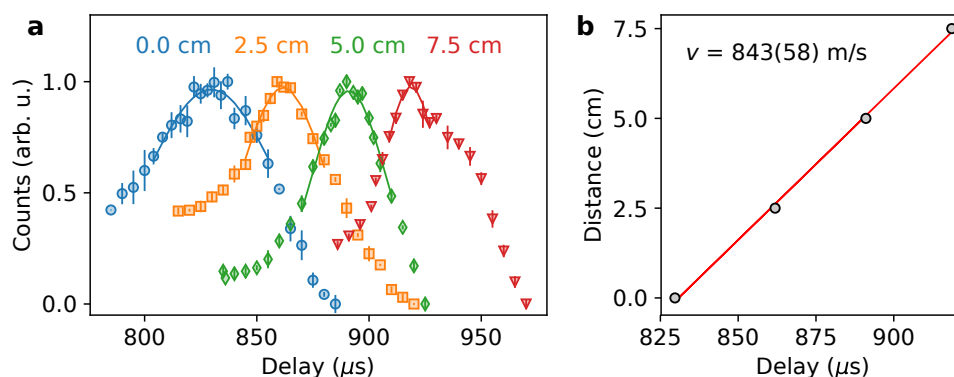 a
0.0 cm 2.5 cm 5.0 cm 7.5 cm
Counts (arb. u.)
1.0
0.5
0.0
800 850 900 950
Delay (μs)
b
v = 843(58) m/s
Distance (cm)
7.5
5.0
2.5
0.0
825 850 875 900
Delay (μs)